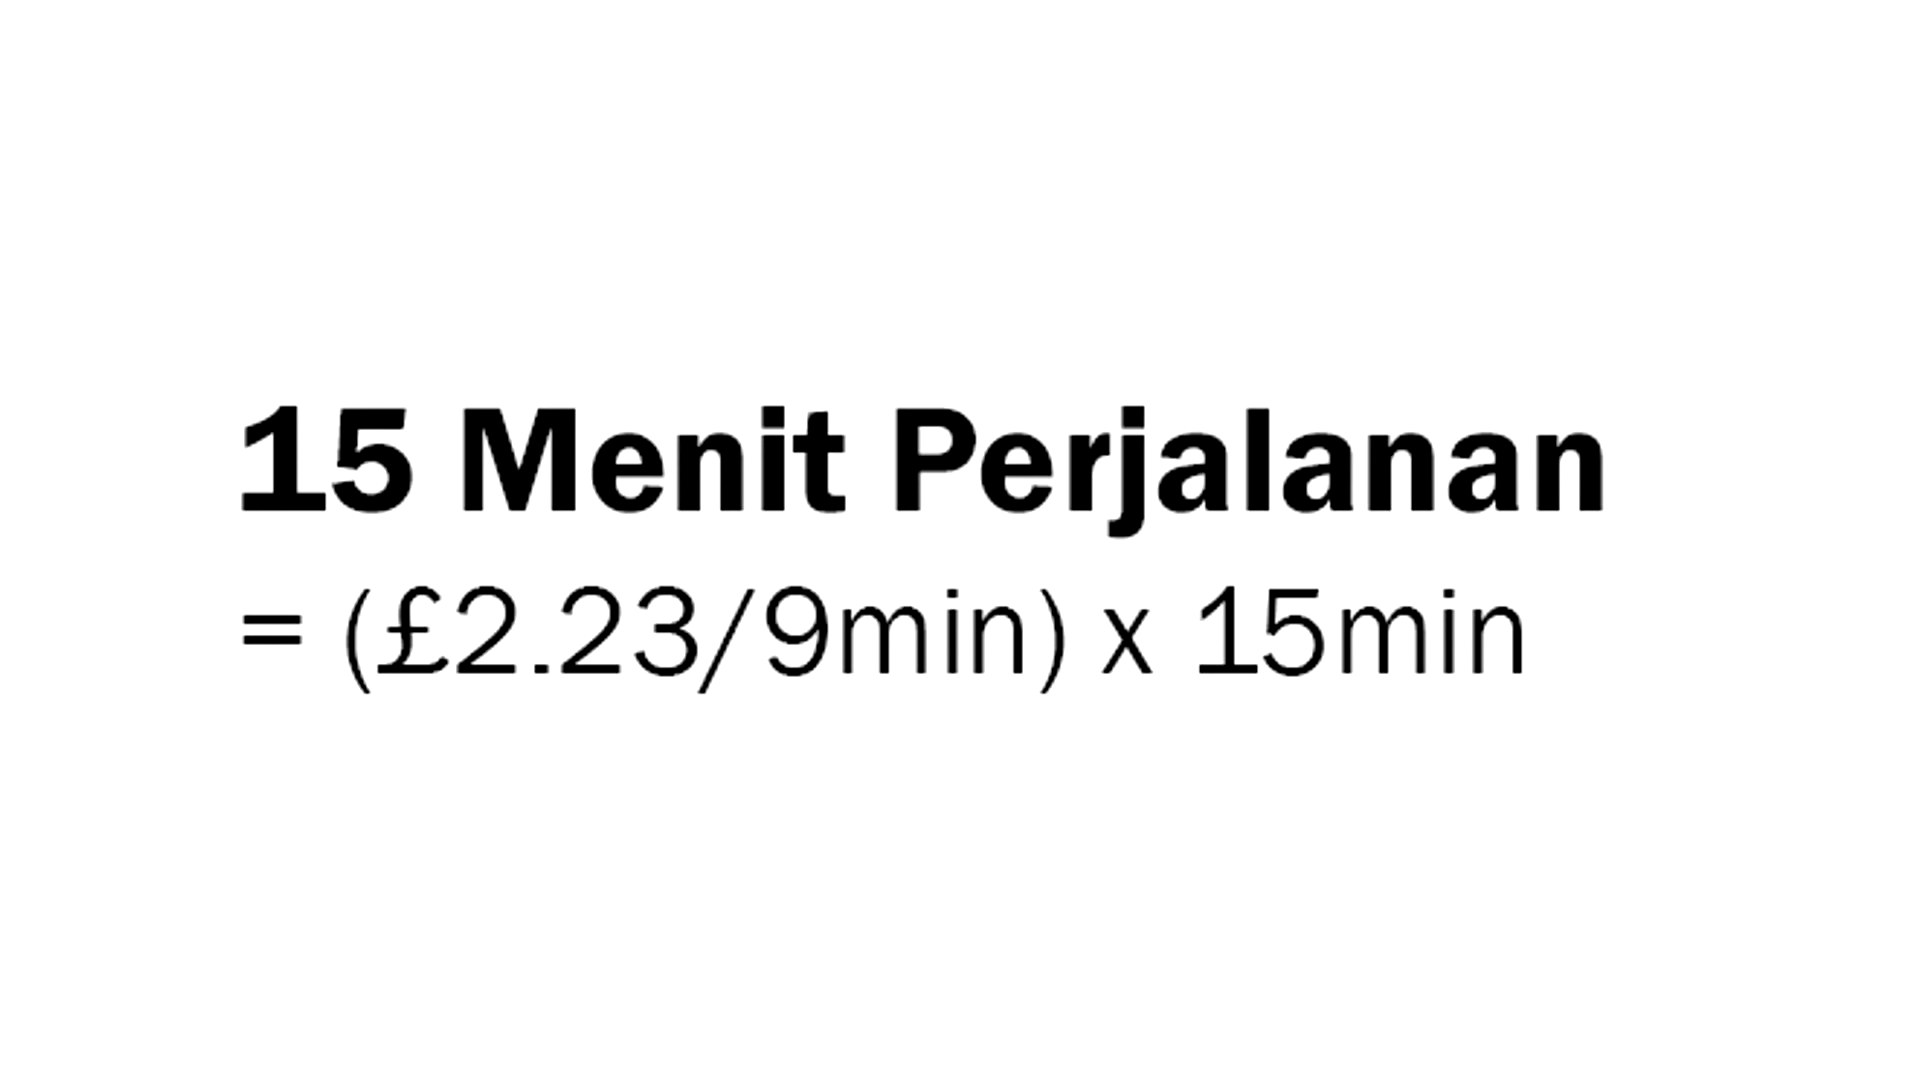 15 Menit Perjalanan
= (£2.23/9min) x 15min